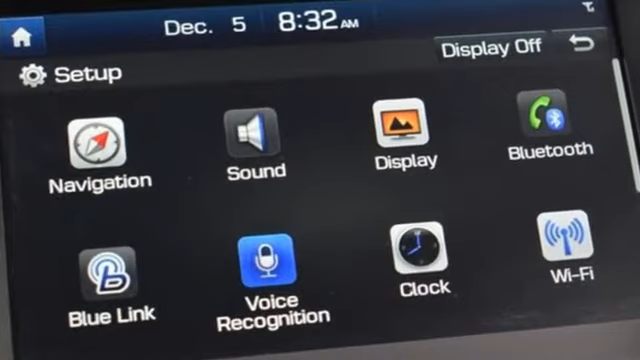 Dec. 5 8:32 AM
Display Off
Setup
Navigation
Sound
Display
Bluetooth
Blue Link
Voice
Recognition
Clock
Wi-Fi